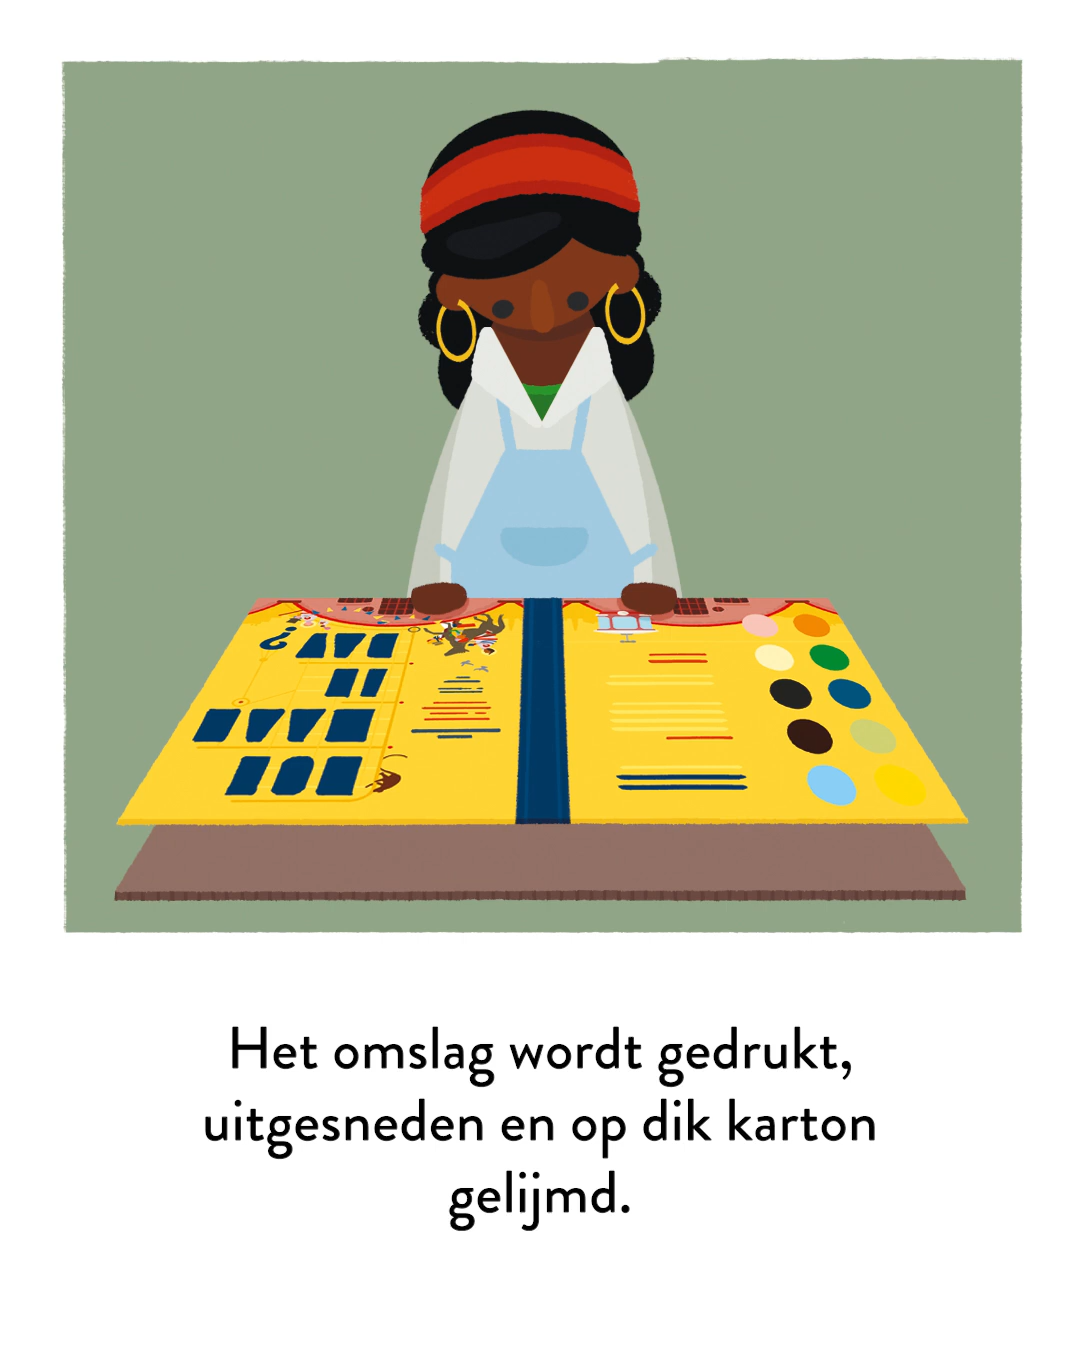 Het omslag wordt gedrukt,
uitgesneden en op dik karton
gelijmd.